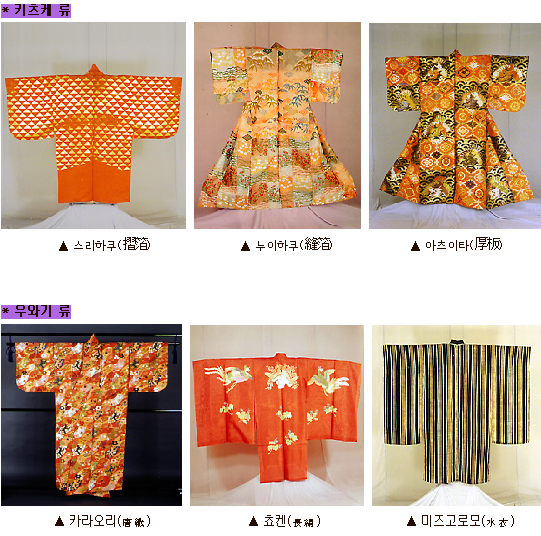 * 키츠케 류
▲ 스리하쿠(摺箔)
▲ 누이하쿠(縫箔)
▲ 아츠이타(厚板)
* 우와기 류
▲ 카라오리(唐織)
▲ 쵸켄(長絹)
▲ 미즈고로모(水衣)